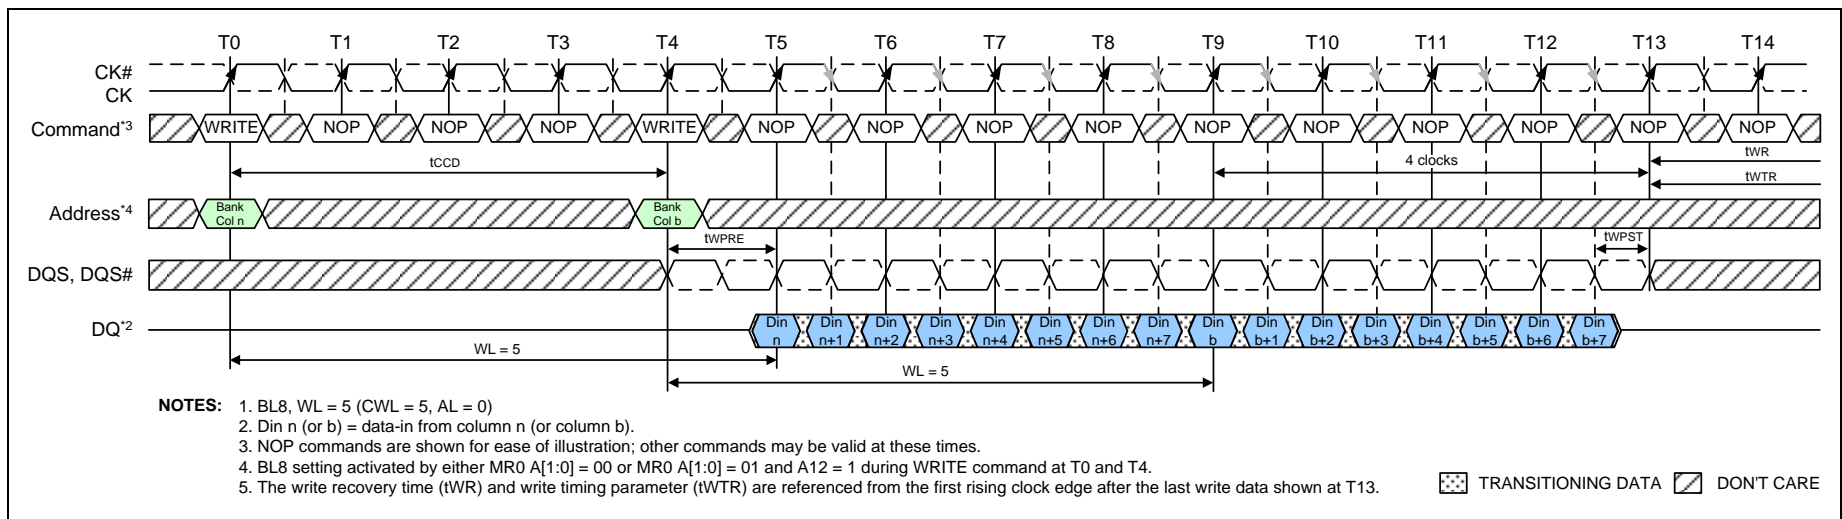 T0 T1 T2 T3 T4 T5 T6 T7 T8 T9 T10 T11 T12 T13 T14
CK#
CK
Command*3 WRITE NOP NOP NOP WRITE NOP NOP NOP NOP NOP NOP NOP NOP NOP NOP
tCCD 4 clocks tWR
tWTR
Address*4 Bank Col n Bank Col b
tWPRE tWPST
DQS, DQS#
DQ*2 Din n Din n+1 Din n+2 Din n+3 Din n+4 Din n+5 Din n+6 Din n+7 Din b Din b+1 Din b+2 Din b+3 Din b+4 Din b+5 Din b+6 Din b+7
WL = 5
WL = 5
NOTES: 1. BL8, WL = 5 (CWL = 5, AL = 0)
2. Din n (or b) = data-in from column n (or column b).
3. NOP commands are shown for ease of illustration; other commands may be valid at these times.
4. BL8 setting activated by either MR0 A[1:0] = 00 or MR0 A[1:0] = 01 and A12 = 1 during WRITE command at T0 and T4.
5. The write recovery time (tWR) and write timing parameter (tWTR) are referenced from the first rising clock edge after the last write data shown at T13.
TRANSITIONING DATA DON'T CARE